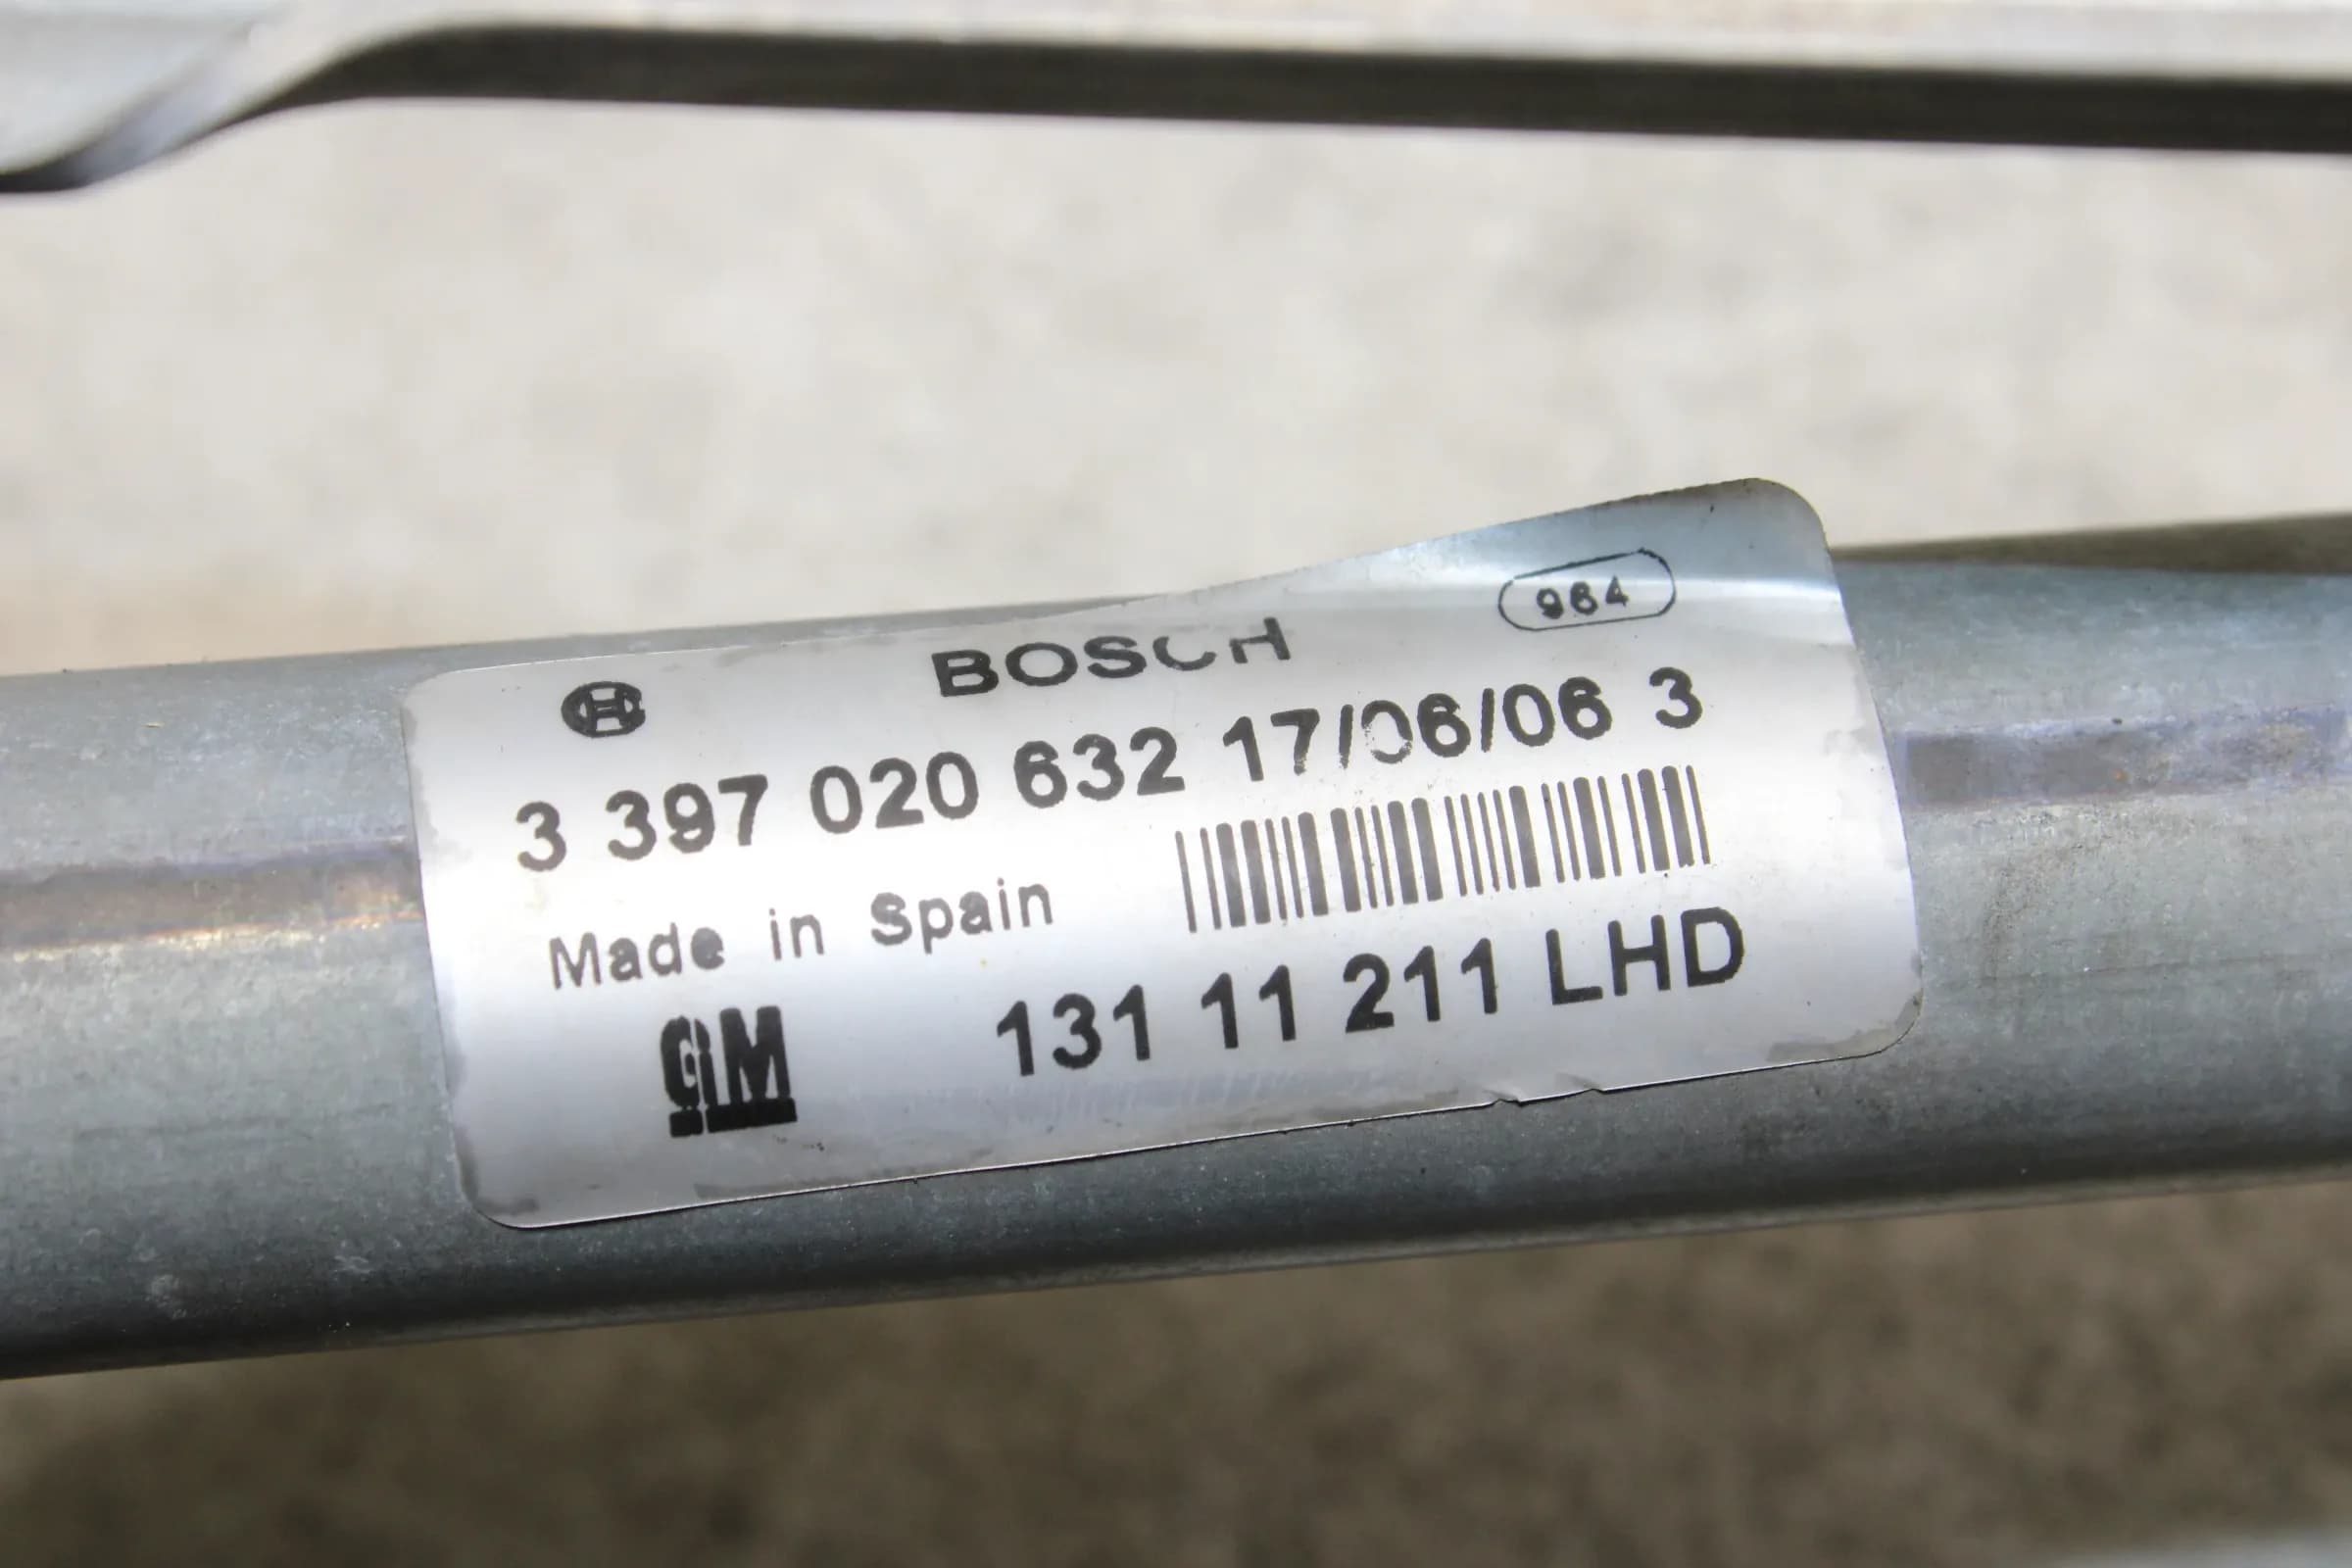 BOSCH 964
3 397 020 632 17/06/06 3
Made in Spain
GM 131 11 211 LHD